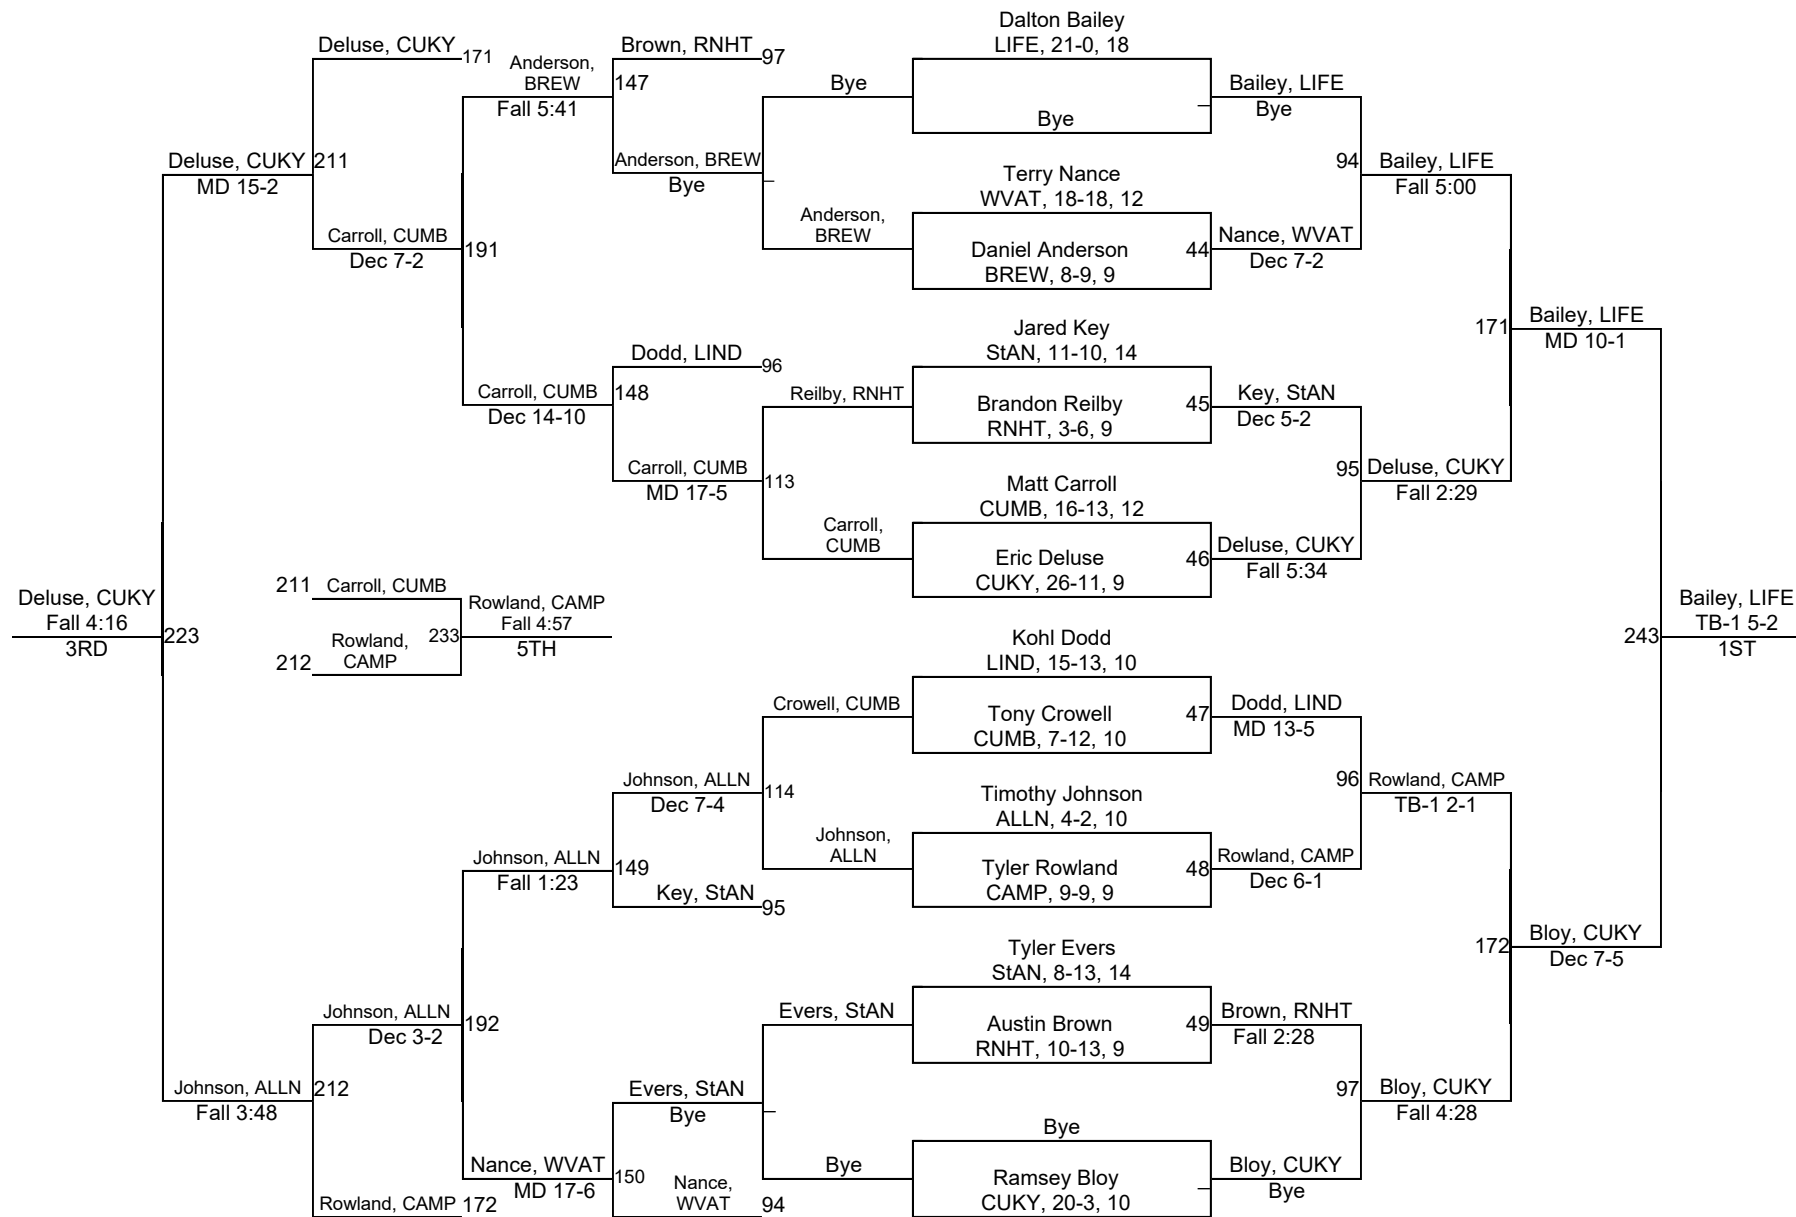 Dalton Bailey
LIFE, 21-0, 18
Deluse, CUKY
171
Brown, RNHT
97
Anderson,
BREW
147
Fall 5:41
Bye
Bye
Bailey, LIFE
Bye
Deluse, CUKY
211
MD 15-2
Anderson, BREW
Bye
Terry Nance
WVAT, 18-18, 12
94
Bailey, LIFE
Fall 5:00
Carroll, CUMB
191
Dec 7-2
Anderson,
BREW
Daniel Anderson
BREW, 8-9, 9
44
Nance, WVAT
Dec 7-2
171
Bailey, LIFE
MD 10-1
Dodd, LIND
96
Jared Key
StAN, 11-10, 14
Carroll, CUMB
148
Dec 14-10
Reilby, RNHT
Brandon Reilby
RNHT, 3-6, 9
45
Key, StAN
Dec 5-2
Carroll, CUMB
113
MD 17-5
Matt Carroll
CUMB, 16-13, 12
95
Deluse, CUKY
Fall 2:29
Carroll,
CUMB
Eric Deluse
CUKY, 26-11, 9
46
Deluse, CUKY
Fall 5:34
Deluse, CUKY
Fall 4:16
3RD
223
211
Carroll, CUMB
212
Rowland,
CAMP
233
Rowland, CAMP
Fall 4:57
5TH
243
Bailey, LIFE
TB-1 5-2
1ST
Kohl Dodd
LIND, 15-13, 10
Crowell, CUMB
Tony Crowell
CUMB, 7-12, 10
47
Dodd, LIND
MD 13-5
Johnson, ALLN
114
Dec 7-4
Timothy Johnson
ALLN, 4-2, 10
96
Rowland, CAMP
TB-1 2-1
Johnson, ALLN
149
Fall 1:23
Johnson,
ALLN
Tyler Rowland
CAMP, 9-9, 9
48
Rowland, CAMP
Dec 6-1
Key, StAN
95
172
Bloy, CUKY
Dec 7-5
Tyler Evers
StAN, 8-13, 14
Johnson, ALLN
192
Dec 3-2
Evers, StAN
Austin Brown
RNHT, 10-13, 9
49
Brown, RNHT
Fall 2:28
Johnson, ALLN
212
Fall 3:48
Evers, StAN
Bye
Bye
97
Bloy, CUKY
Fall 4:28
Nance, WVAT
150
MD 17-6
Bye
Ramsey Bloy
CUKY, 20-3, 10
Bloy, CUKY
Bye
Rowland, CAMP
172
Nance,
WVAT
94